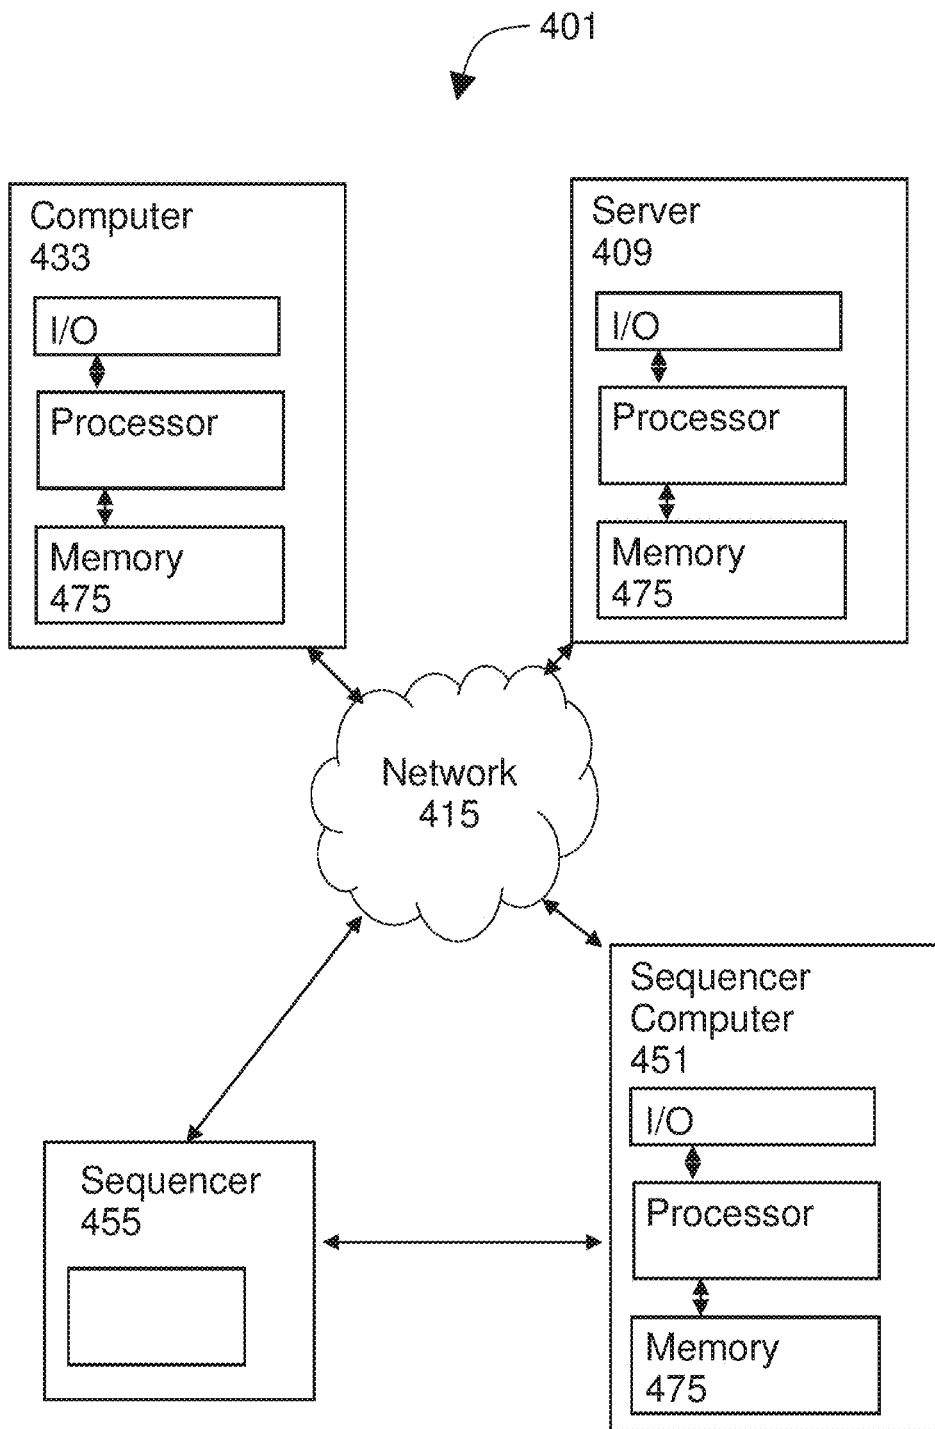 401
Computer
433
I/O
Processor
Memory
475
Server
409
I/O
Processor
Memory
475
Network
415
Sequencer
Computer
451
I/O
Processor
Memory
475
Sequencer
455